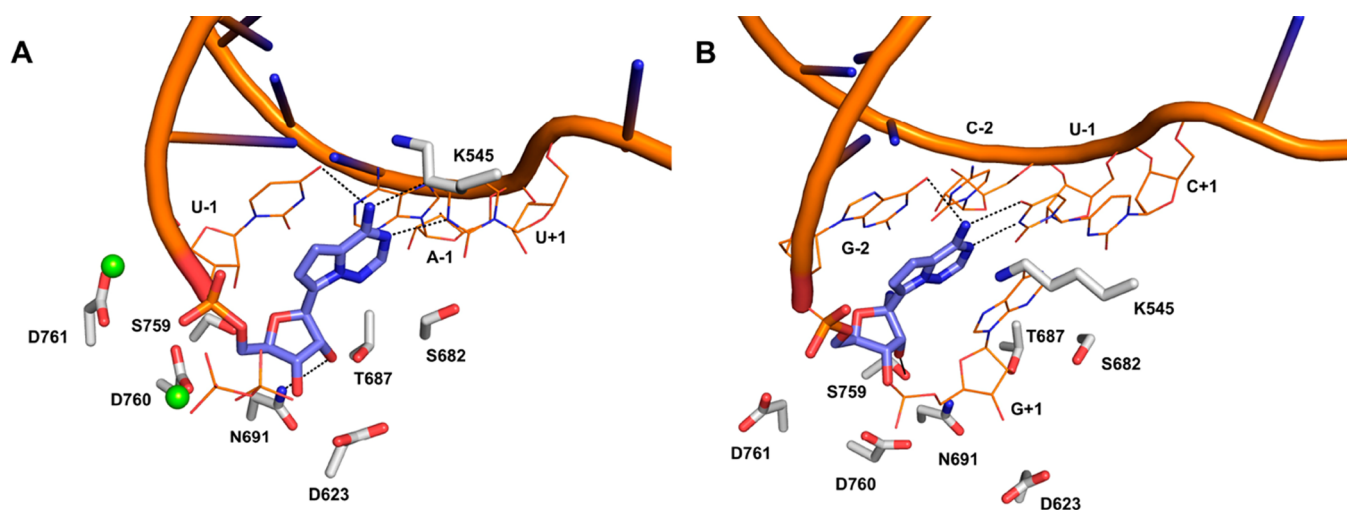 A
K545
U-1
A-1
U+1
D761
S759
S682
T687
D760
N691
D623
B
C-2
U-1
C+1
G-2
K545
T687
S682
S759
G+1
D761
N691
D760
D623